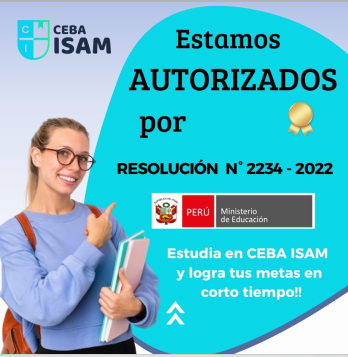 CEBA
ISAM
Estamos
AUTORIZADOS
por
RESOLUCIÓN N° 2234 - 2022
PERÚ
Ministerio
de Educación
Estudia en CEBA ISAM
y logra tus metas en
corto tiempo!!